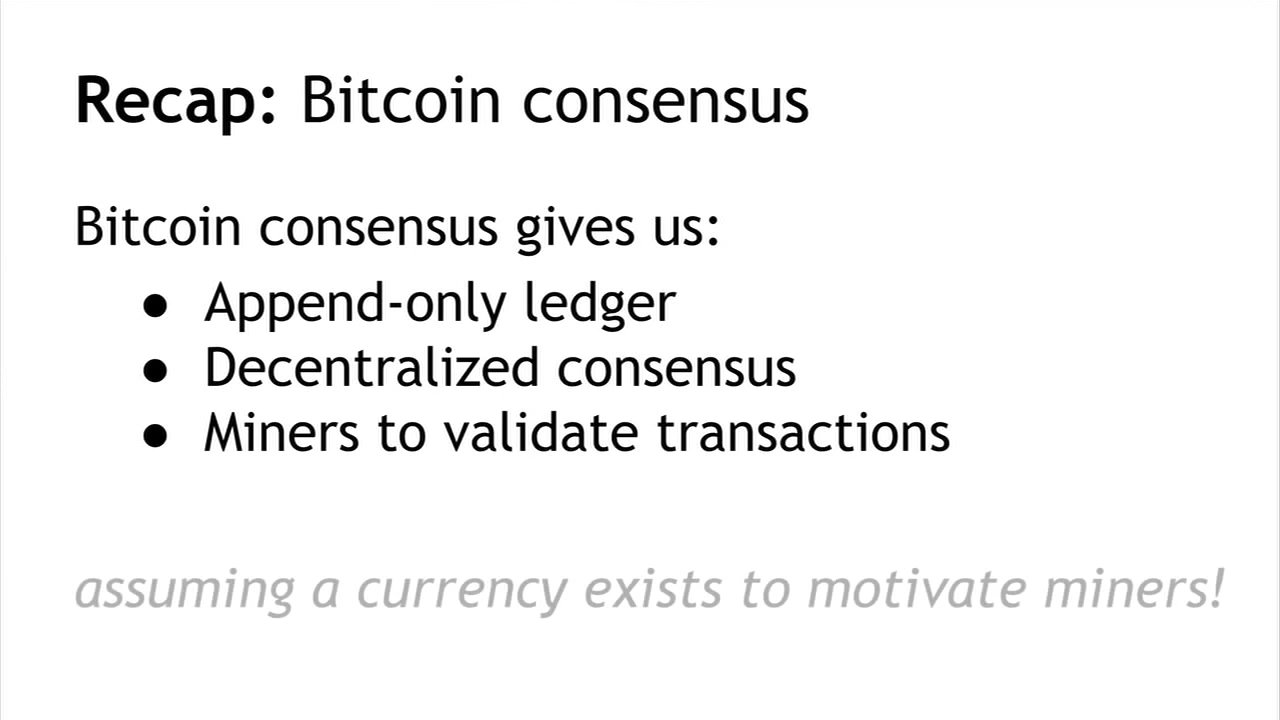 Recap: Bitcoin consensus
Bitcoin consensus gives us:
● Append-only ledger
● Decentralized consensus
● Miners to validate transactions
assuming a currency exists to motivate miners!